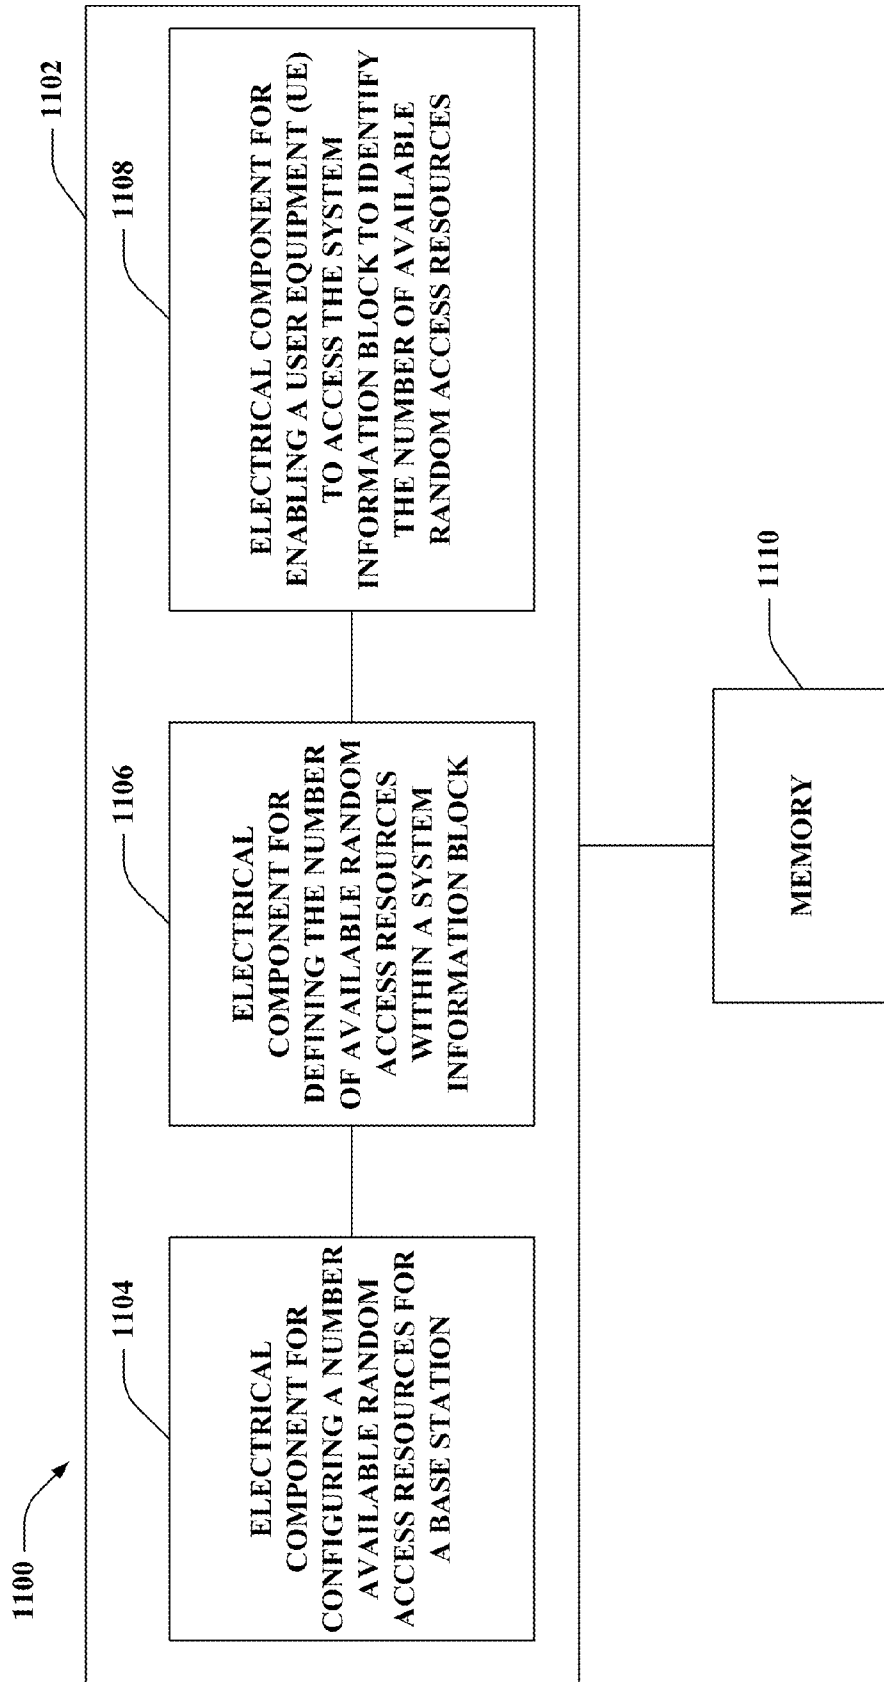 1100
1102
1104
ELECTRICAL
COMPONENT FOR
CONFIGURING A NUMBER
AVAILABLE RANDOM
ACCESS RESOURCES FOR
A BASE STATION
1106
ELECTRICAL
COMPONENT FOR
DEFINING THE NUMBER
OF AVAILABLE RANDOM
ACCESS RESOURCES
WITHIN A SYSTEM
INFORMATION BLOCK
1108
ELECTRICAL COMPONENT FOR
ENABLING A USER EQUIPMENT (UE)
TO ACCESS THE SYSTEM
INFORMATION BLOCK TO IDENTIFY
THE NUMBER OF AVAILABLE
RANDOM ACCESS RESOURCES
1110
MEMORY